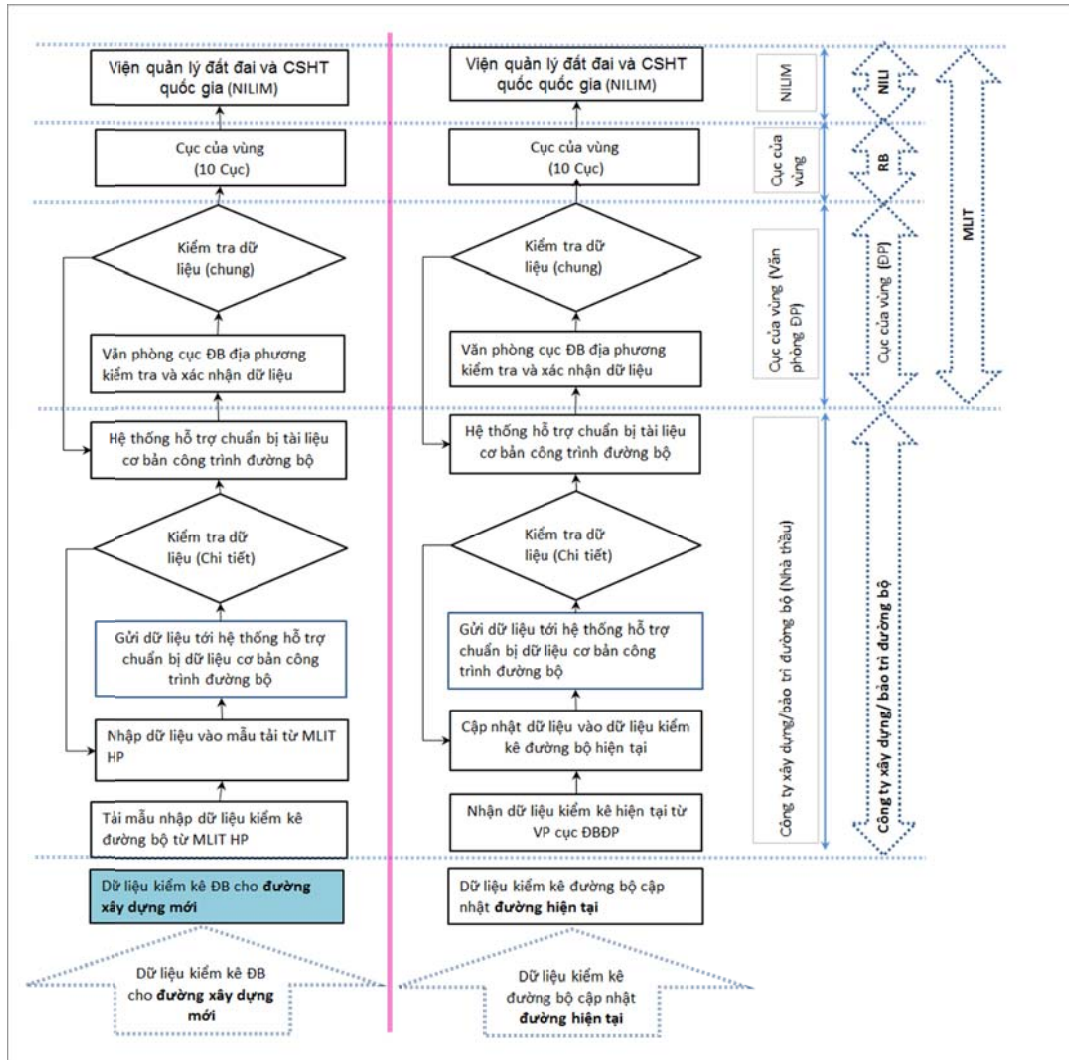 Viện quản lý đất đai và CSHT
quốc gia (NILIM)
Cục của vùng
(10 Cục)
Kiểm tra dữ
liệu (chung)
Văn phòng cục ĐB địa phương
kiểm tra và xác nhận dữ liệu
Hệ thống hỗ trợ chuẩn bị tài liệu
cơ bản công trình đường bộ
Kiểm tra dữ
liệu (Chi tiết)
Gửi dữ liệu tới hệ thống hỗ trợ
chuẩn bị dữ liệu cơ bản công
trình đường bộ
Nhập dữ liệu vào mẫu tải từ MLIT
HP
Tải mẫu nhập dữ liệu kiểm kê
đường bộ từ MLIT HP
Dữ liệu kiểm kê ĐB cho đường
xây dựng mới
Dữ liệu kiểm kê ĐB
cho đường xây dựng
mới
Viện quản lý đất đai và CSHT
quốc quốc gia (NILIM)
Cục của vùng
(10 Cục)
Kiểm tra dữ
liệu (chung)
Văn phòng cục ĐB địa phương
kiểm tra và xác nhận dữ liệu
Hệ thống hỗ trợ chuẩn bị tài liệu
cơ bản công trình đường bộ
Kiểm tra dữ
liệu (Chi tiết)
Gửi dữ liệu tới hệ thống hỗ trợ
chuẩn bị dữ liệu cơ bản công
trình đường bộ
Cập nhật dữ liệu vào dữ liệu kiểm
kê đường bộ hiện tại
Nhận dữ liệu kiểm kê hiện tại từ
VP cục ĐBĐP
Dữ liệu kiểm kê đường bộ cập
nhật đường hiện tại
Dữ liệu kiểm kê
đường bộ cập nhật
đường hiện tại
NILIM
Cục của
vùng
Cục của vùng (Văn
phòng ĐP)
Công ty xây dựng/bảo trì đường bộ (Nhà thầu)
NILI
RB
Cục của vùng (ĐP)
Công ty xây dựng/ bảo trì đường bộ
MLIT